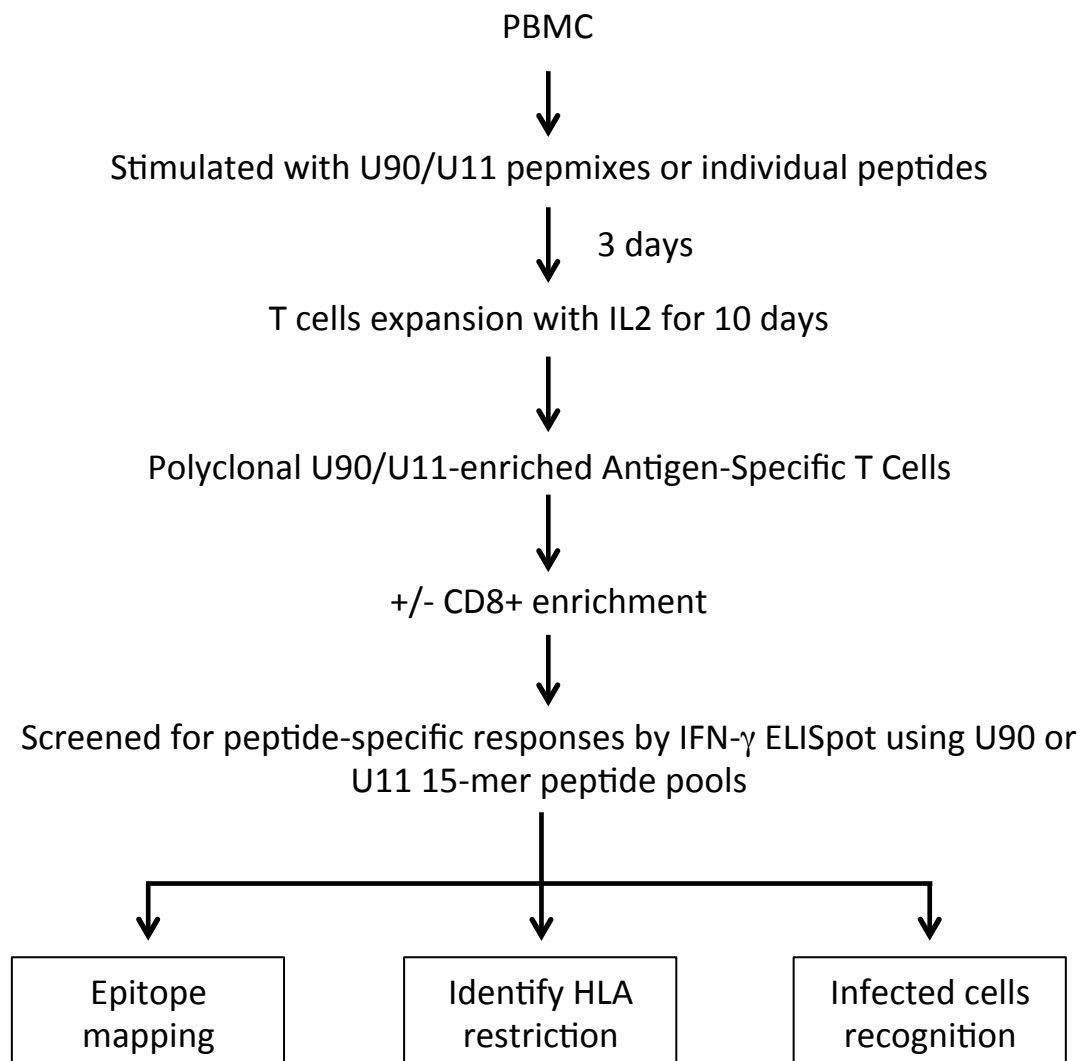 PBMC
Stimulated with U90/U11 pepmixes or individual peptides
3 days
T cells expansion with IL2 for 10 days
Polyclonal U90/U11-enriched Antigen-Specific T Cells
+/- CD8+ enrichment
Screened for peptide-specific responses by IFN-γ ELISpot using U90 or
U11 15-mer peptide pools
Epitope
mapping
Identify HLA
restriction
Infected cells
recognition